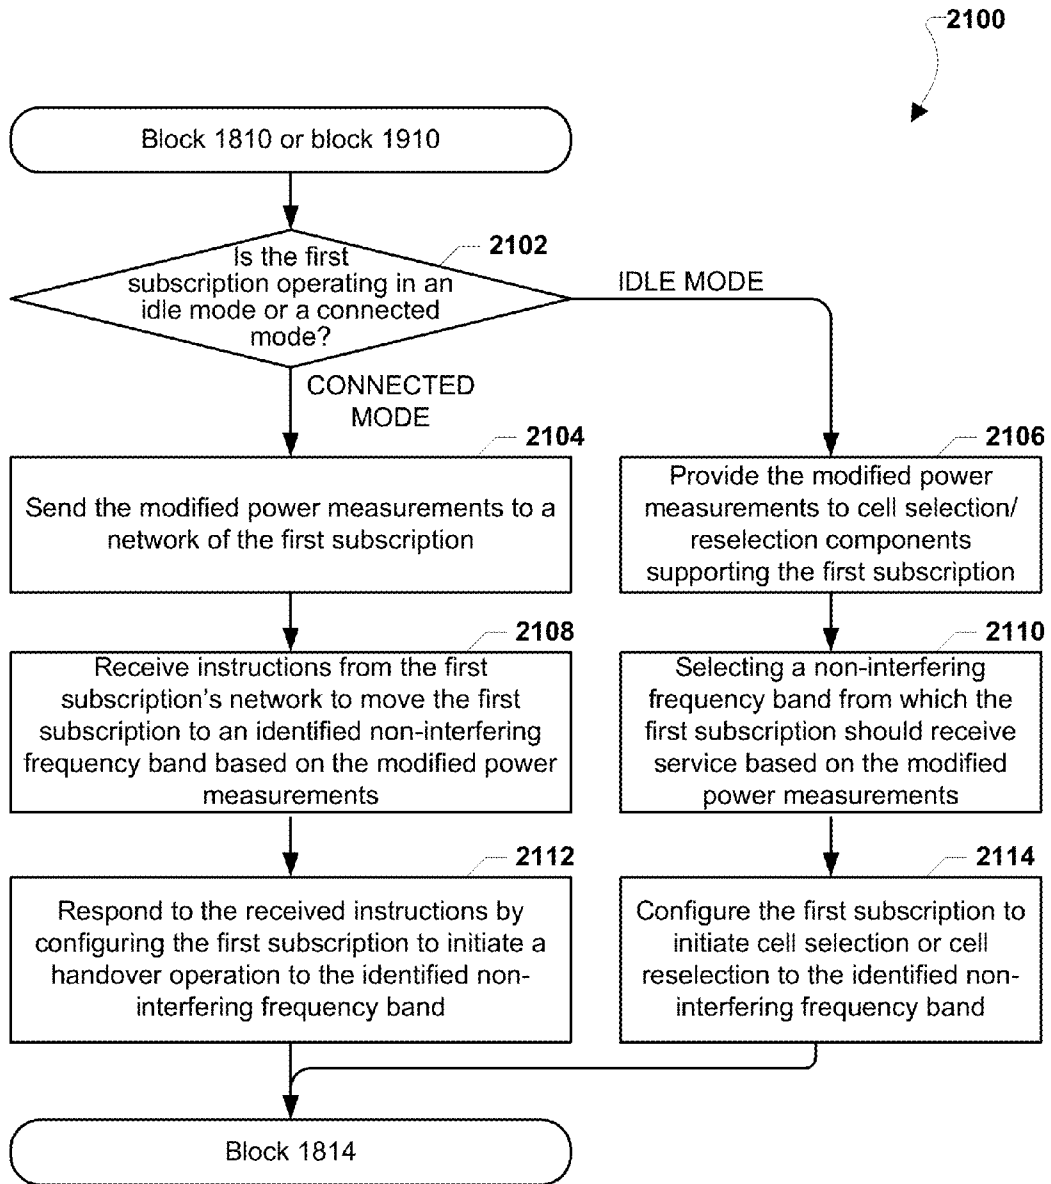 2100
Block 1810 or block 1910
2102
Is the first
subscription operating in an
idle mode or a connected
mode?
IDLE MODE
CONNECTED
MODE
2104
Send the modified power measurements to a
network of the first subscription
2106
Provide the modified power
measurements to cell selection/
reselection components
supporting the first subscription
2108
Receive instructions from the first
subscription's network to move the first
subscription to an identified non-interfering
frequency band based on the modified power
measurements
2110
Selecting a non-interfering
frequency band from which the
first subscription should receive
service based on the modified
power measurements
2112
Respond to the received instructions by
configuring the first subscription to initiate a
handover operation to the identified non-
interfering frequency band
2114
Configure the first subscription to
initiate cell selection or cell
reselection to the identified non-
interfering frequency band
Block 1814